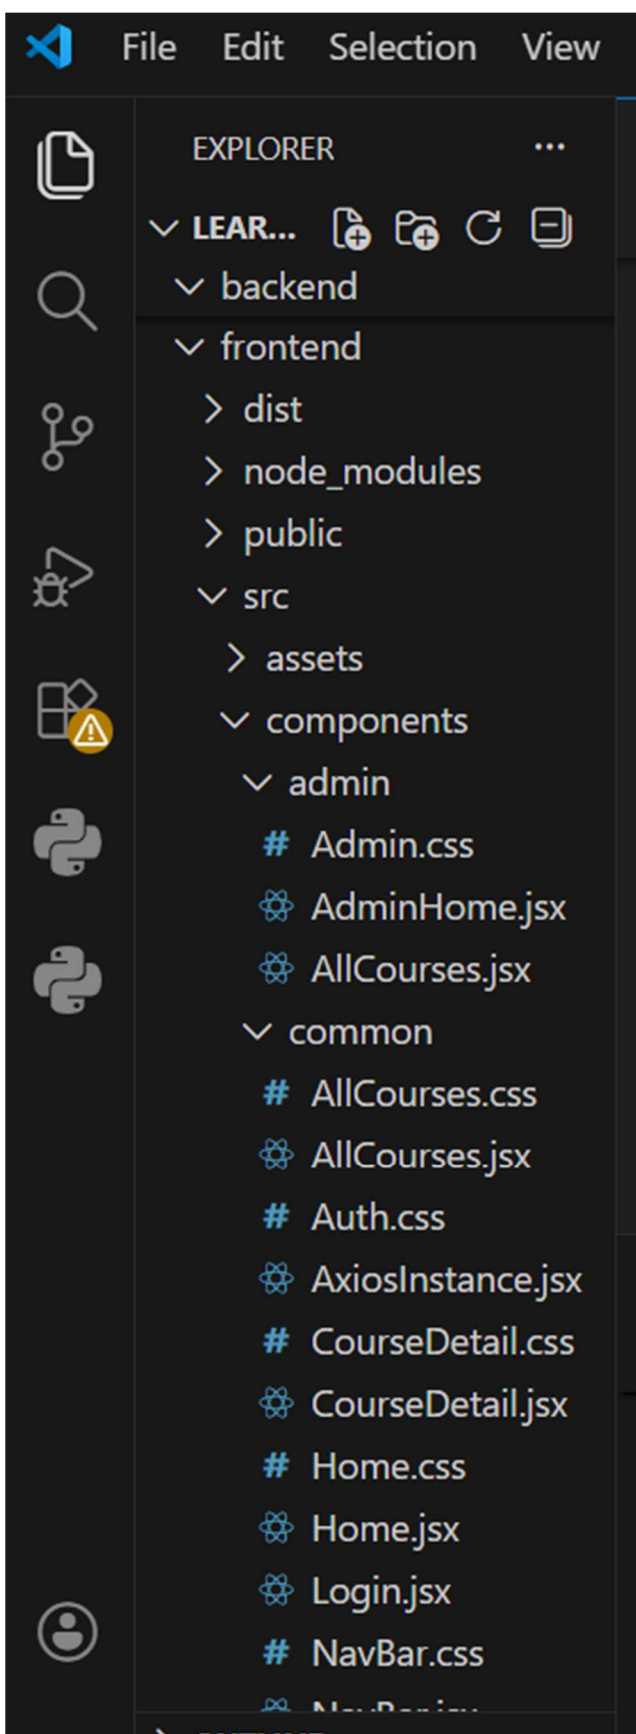 File Edit Selection View
EXPLORER ...
LEAR...
backend
frontend
dist
node_modules
public
src
assets
components
admin
# Admin.css
AdminHome.jsx
AllCourses.jsx
common
# AllCourses.css
AllCourses.jsx
# Auth.css
AxiosInstance.jsx
# CourseDetail.css
CourseDetail.jsx
# Home.css
Home.jsx
Login.jsx
# NavBar.css
NavBar.jsx